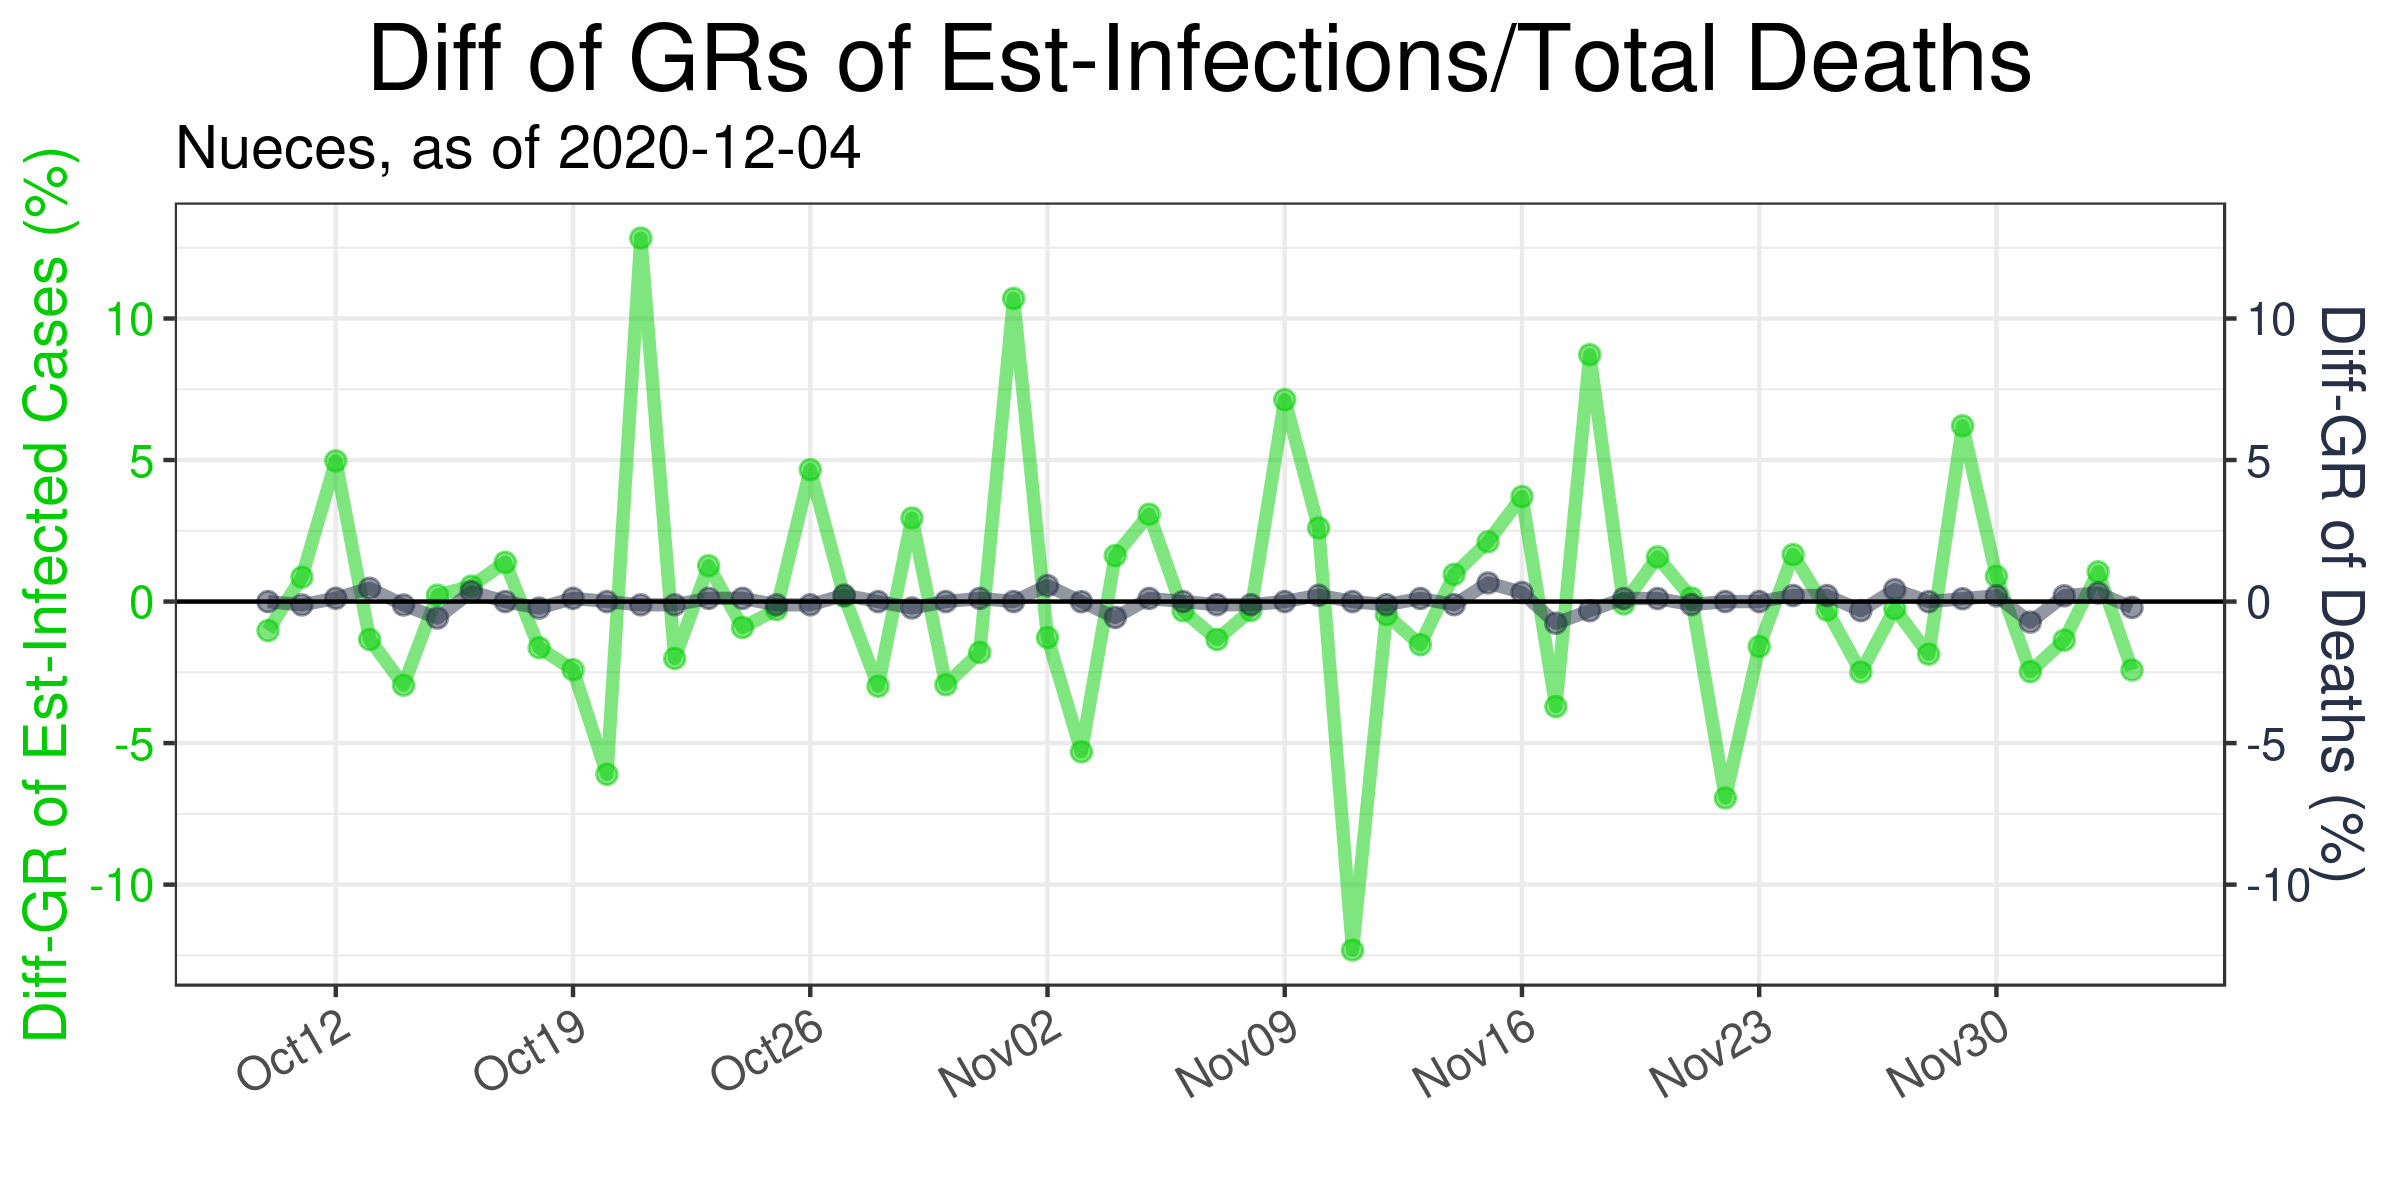 Diff of GRs of Est-Infections/Total Deaths
Nueces, as of 2020-12-04
Diff-GR of Est-Infected Cases (%)
10
5
0
-5
-10
10
5
0
-5
-10
Diff-GR of Deaths (%)
Oct12
Oct19
Oct26
Nov02
Nov09
Nov16
Nov23
Nov30